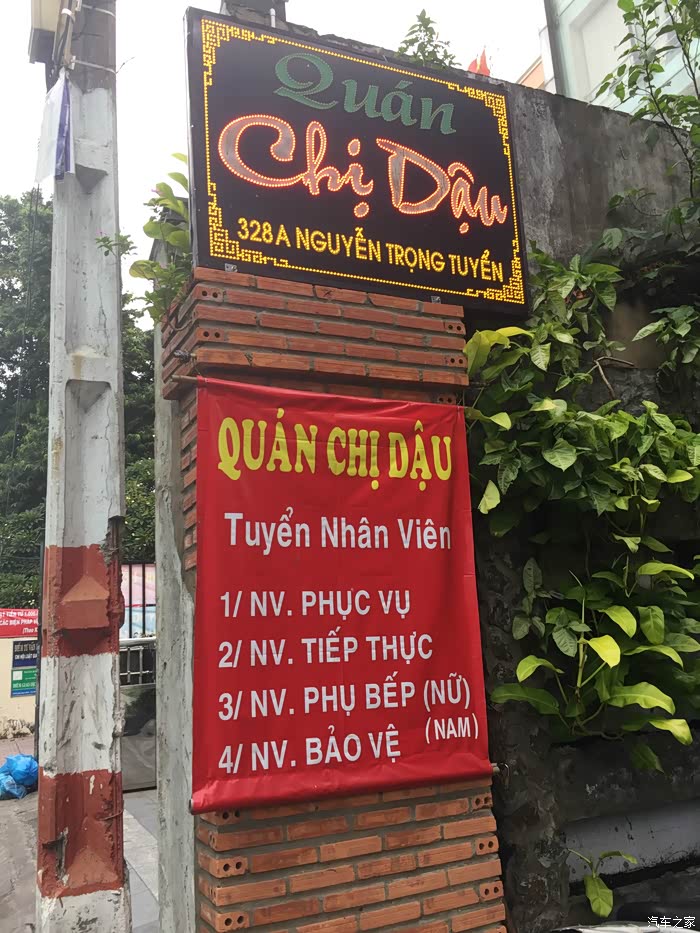 Quán
Chị Dậu
328A NGUYỄN TRỌNG TUYỂN
QUÁN CHỊ DẬU
Tuyển Nhân Viên
1/ NV. PHỤC VỤ
2/ NV. TIẾP THỰC
3/ NV. PHỤ BẾP (NỮ)
4/ NV. BẢO VỆ (NAM)
汽车之家